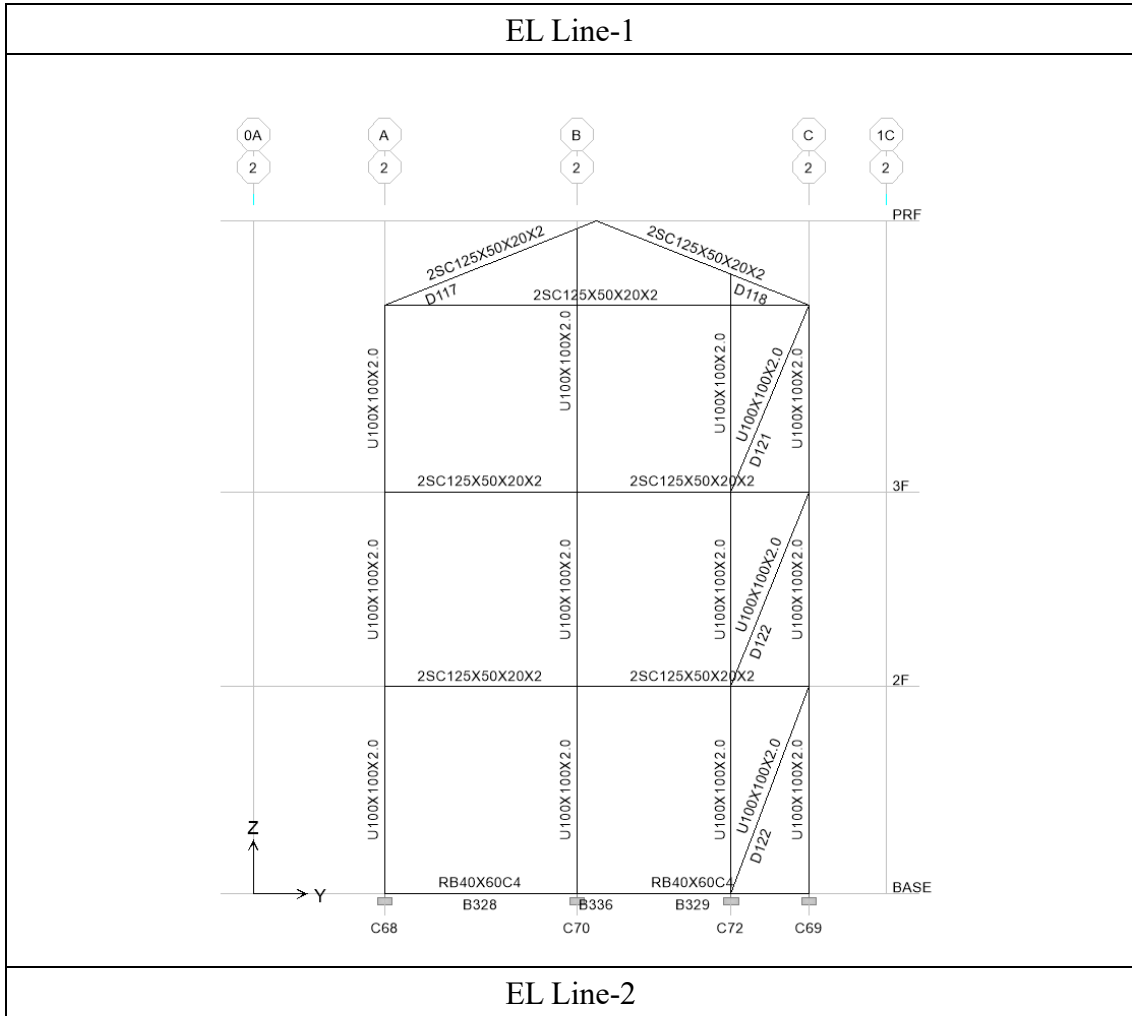 EL Line-1
0A A B C 1C
2 2 2 2 2
PRF
2SC125X50X20X2 2SC125X50X20X2
D117 2SC125X50X20X2 D118
U100X100X2.0 U100X100X2.0 U100X100X2.0 U100X100X2.0 U100X100X2.0
D121
2SC125X50X20X2 2SC125X50X20X2
3F
U100X100X2.0 U100X100X2.0 U100X100X2.0 U100X100X2.0 U100X100X2.0
D122
2SC125X50X20X2 2SC125X50X20X2
2F
U100X100X2.0 U100X100X2.0 U100X100X2.0 U100X100X2.0 U100X100X2.0
D122
Z
Y
RB40X60C4 RB40X60C4
BASE
B328 B336 B329
C68 C70 C72 C69
EL Line-2